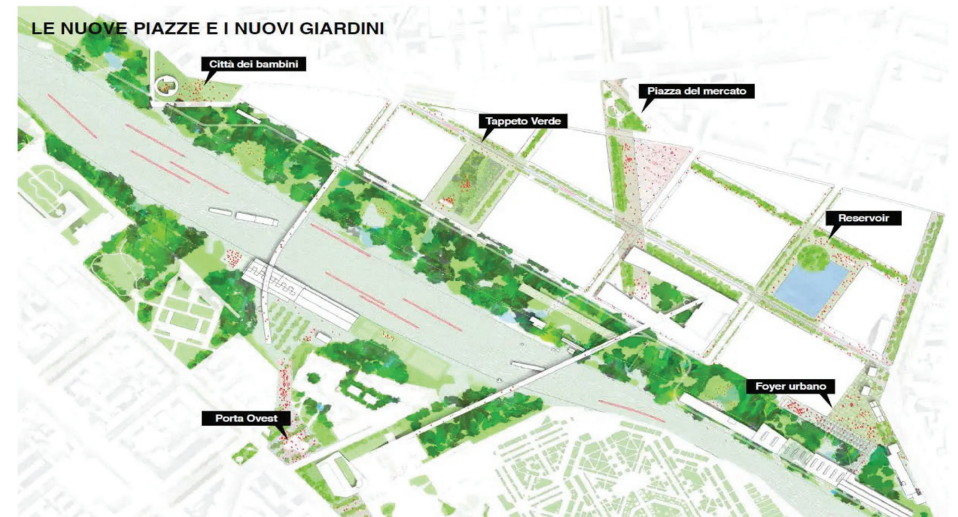 LE NUOVE PIAZZE E I NUOVI GIARDINI
Città dei bambini
Piazza del mercato
Tappeto Verde
Reservoir
Foyer urbano
Porta Ovest